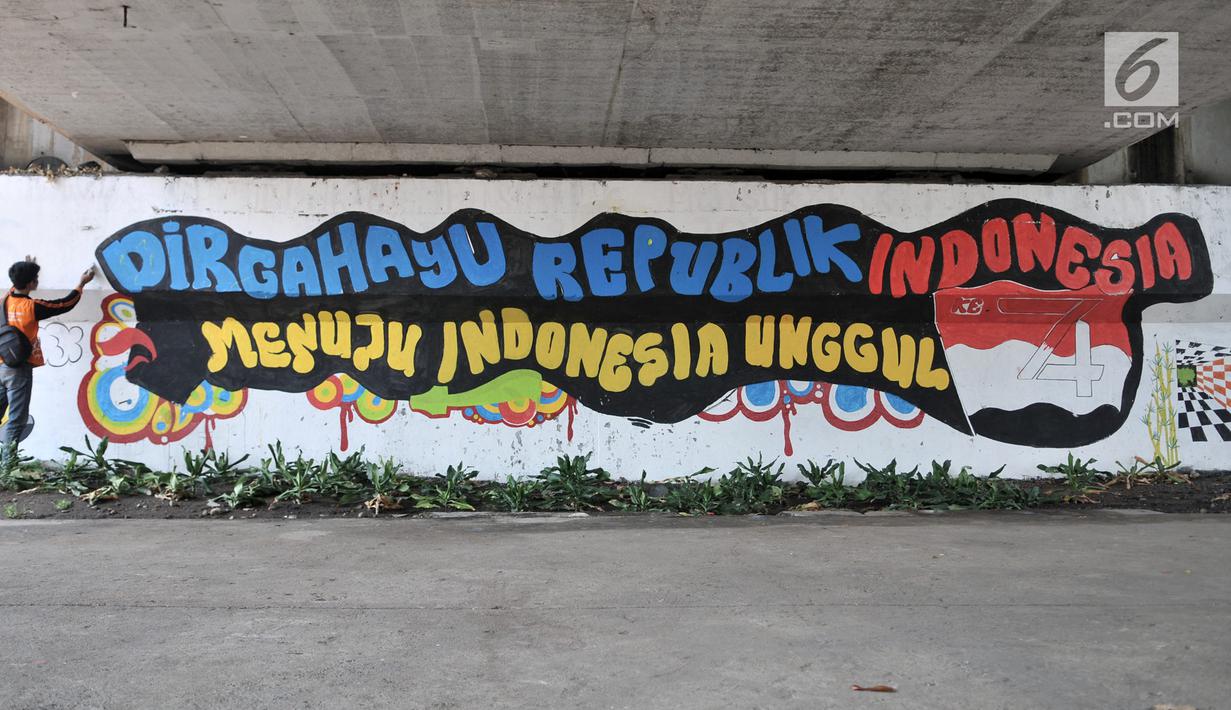 6
.COM
DIRGAHAYU REPUBLIK INDONESIA
MENUJU INDONESIA UNGGUL
KE
74